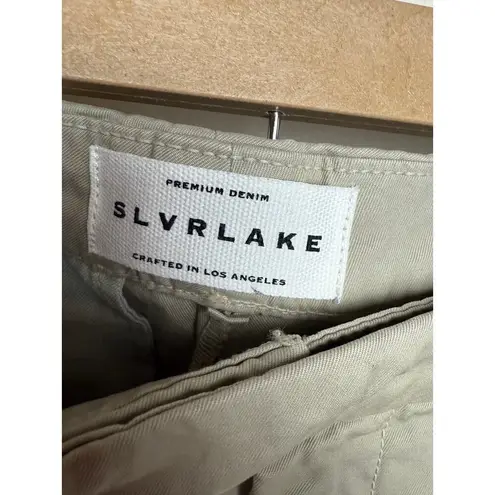 PREMIUM DENIM
SLVRLAKE
CRAFTED IN LOS ANGELES